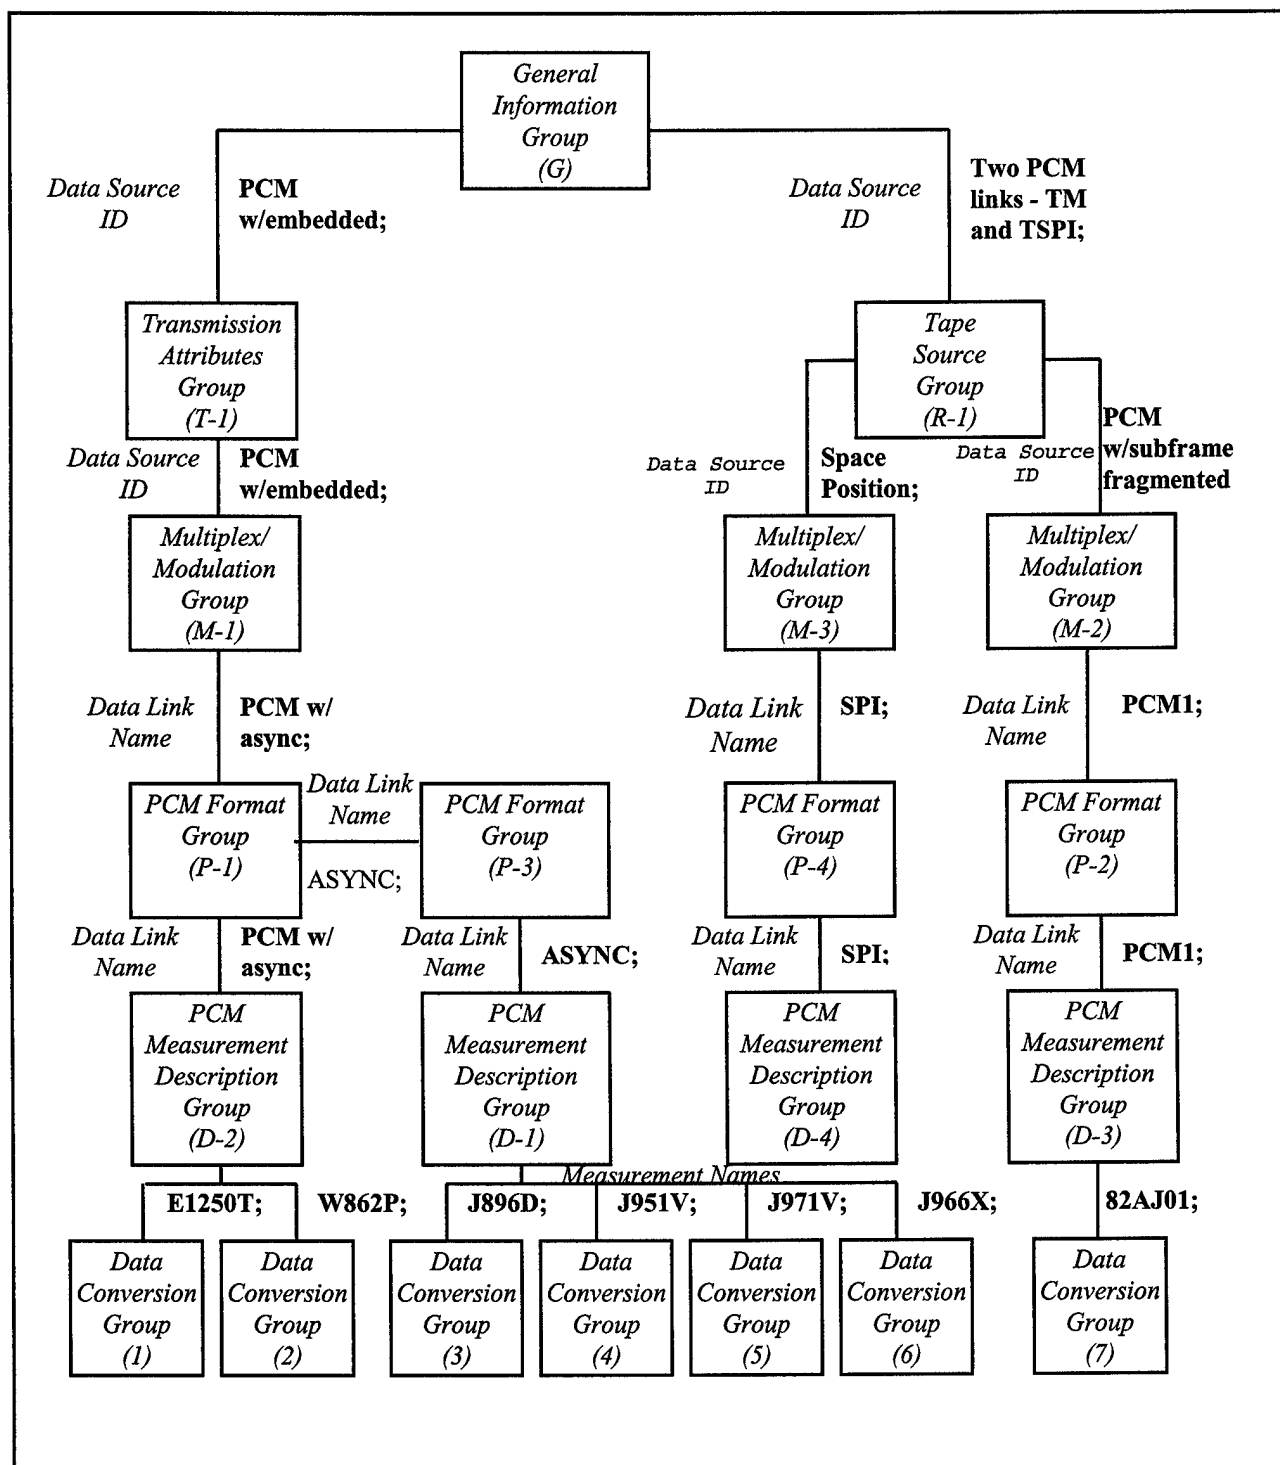 General
Information
Group
(G)
Data Source
ID
PCM
w/embedded;
Data Source
ID
Two PCM
links - TM
and TSPI;
Transmission
Attributes
Group
(T-1)
Tape
Source
Group
(R-1)
Data Source
ID
PCM
w/embedded;
Data Source
ID
Space
Position;
Data Source
ID
PCM
w/subframe
fragmented
Multiplex/
Modulation
Group
(M-1)
Multiplex/
Modulation
Group
(M-3)
Multiplex/
Modulation
Group
(M-2)
Data Link
Name
PCM w/
async;
Data Link
Name
SPI;
Data Link
Name
PCM1;
PCM Format
Group
(P-1)
Data Link
Name
ASYNC;
PCM Format
Group
(P-3)
PCM Format
Group
(P-4)
PCM Format
Group
(P-2)
Data Link
Name
PCM w/
async;
Data Link
Name
ASYNC;
Data Link
Name
SPI;
Data Link
Name
PCM1;
PCM
Measurement
Description
Group
(D-2)
PCM
Measurement
Description
Group
(D-1)
PCM
Measurement
Description
Group
(D-4)
PCM
Measurement
Description
Group
(D-3)
Measurement Names
E1250T;
W862P;
J896D;
J951V;
J971V;
J966X;
82AJ01;
Data
Conversion
Group
(1)
Data
Conversion
Group
(2)
Data
Conversion
Group
(3)
Data
Conversion
Group
(4)
Data
Conversion
Group
(5)
Data
Conversion
Group
(6)
Data
Conversion
Group
(7)